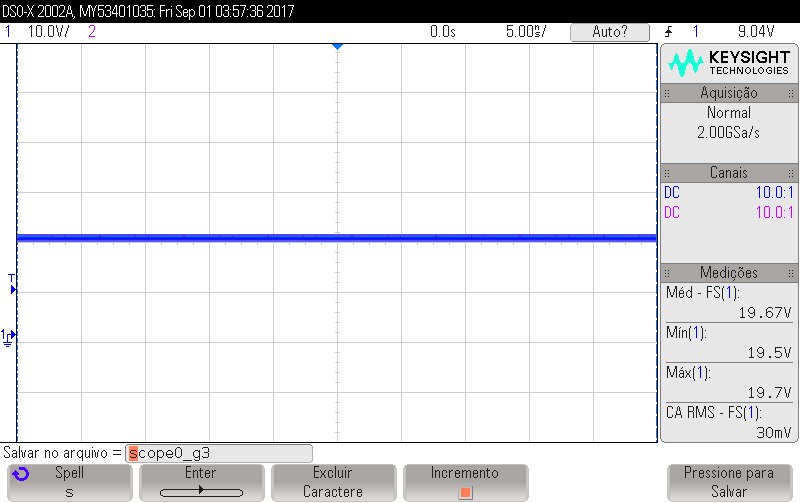 DSO-X 2002A, MY53401035: Fri Sep 01 03:57:36 2017
1 10.0V/ 2 0.0s 5.00ns/ Auto? 1 9.04V
KEYSIGHT
TECHNOLOGIES
Aquisição
Normal
2.00GSa/s
Canais
DC 10.0:1
DC 10.0:1
Medições
Méd - FS(1):
19.67V
Mín(1):
19.5V
Máx(1):
19.7V
CA RMS - FS(1):
30mV
T
1
Salvar no arquivo = scope0_g3
Spell
s
Enter
Excluir
Caractere
Incremento
Pressione para
Salvar